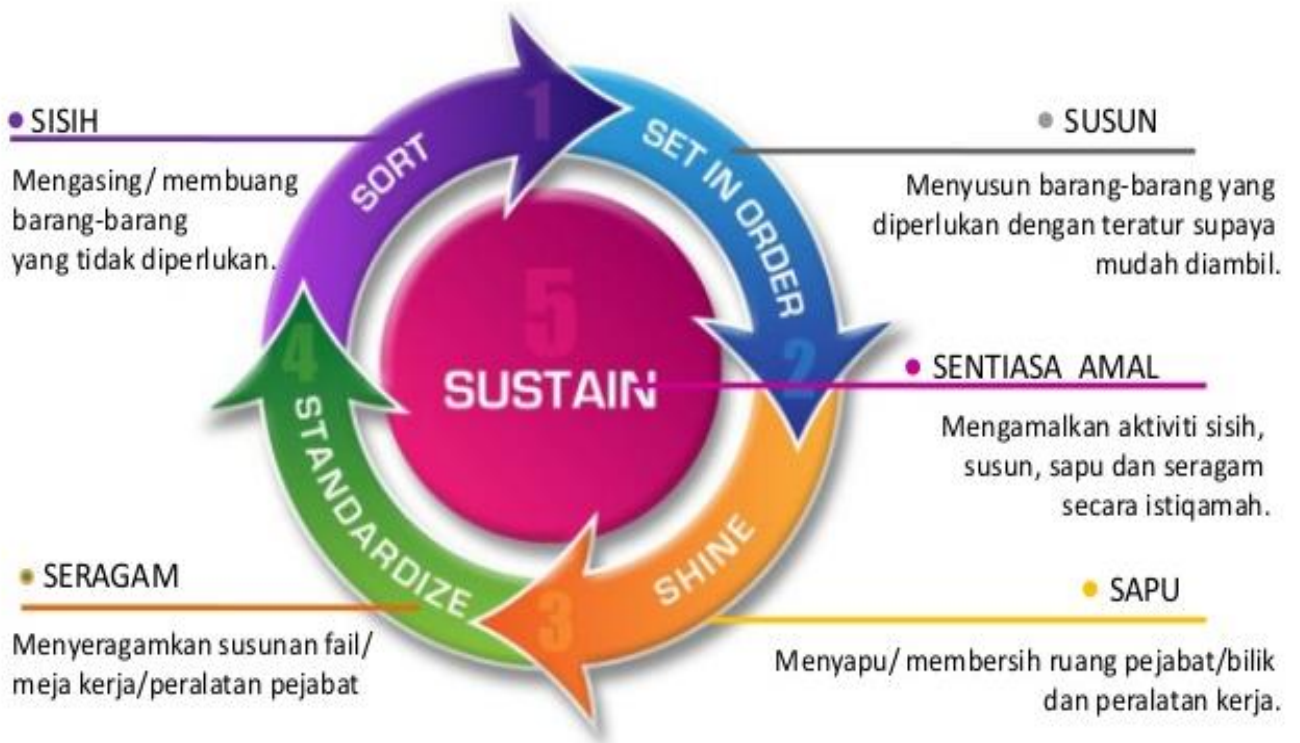 SISIH
Mengasing/ membuang
barang-barang
yang tidak diperlukan.
1
SORT
SET IN ORDER
SUSUN
Menyusun barang-barang yang
diperlukan dengan teratur supaya
mudah diambil.
2
5
SUSTAIN
SENTIASA AMAL
Mengamalkan aktiviti sisih,
susun, sapu dan seragam
secara istiqamah.
4
STANDARDIZE
SHINE
3
SERAGAM
Menyeragamkan susunan fail/
meja kerja/peralatan pejabat
SAPU
Menyapu/ membersih ruang pejabat/bilik
dan peralatan kerja.